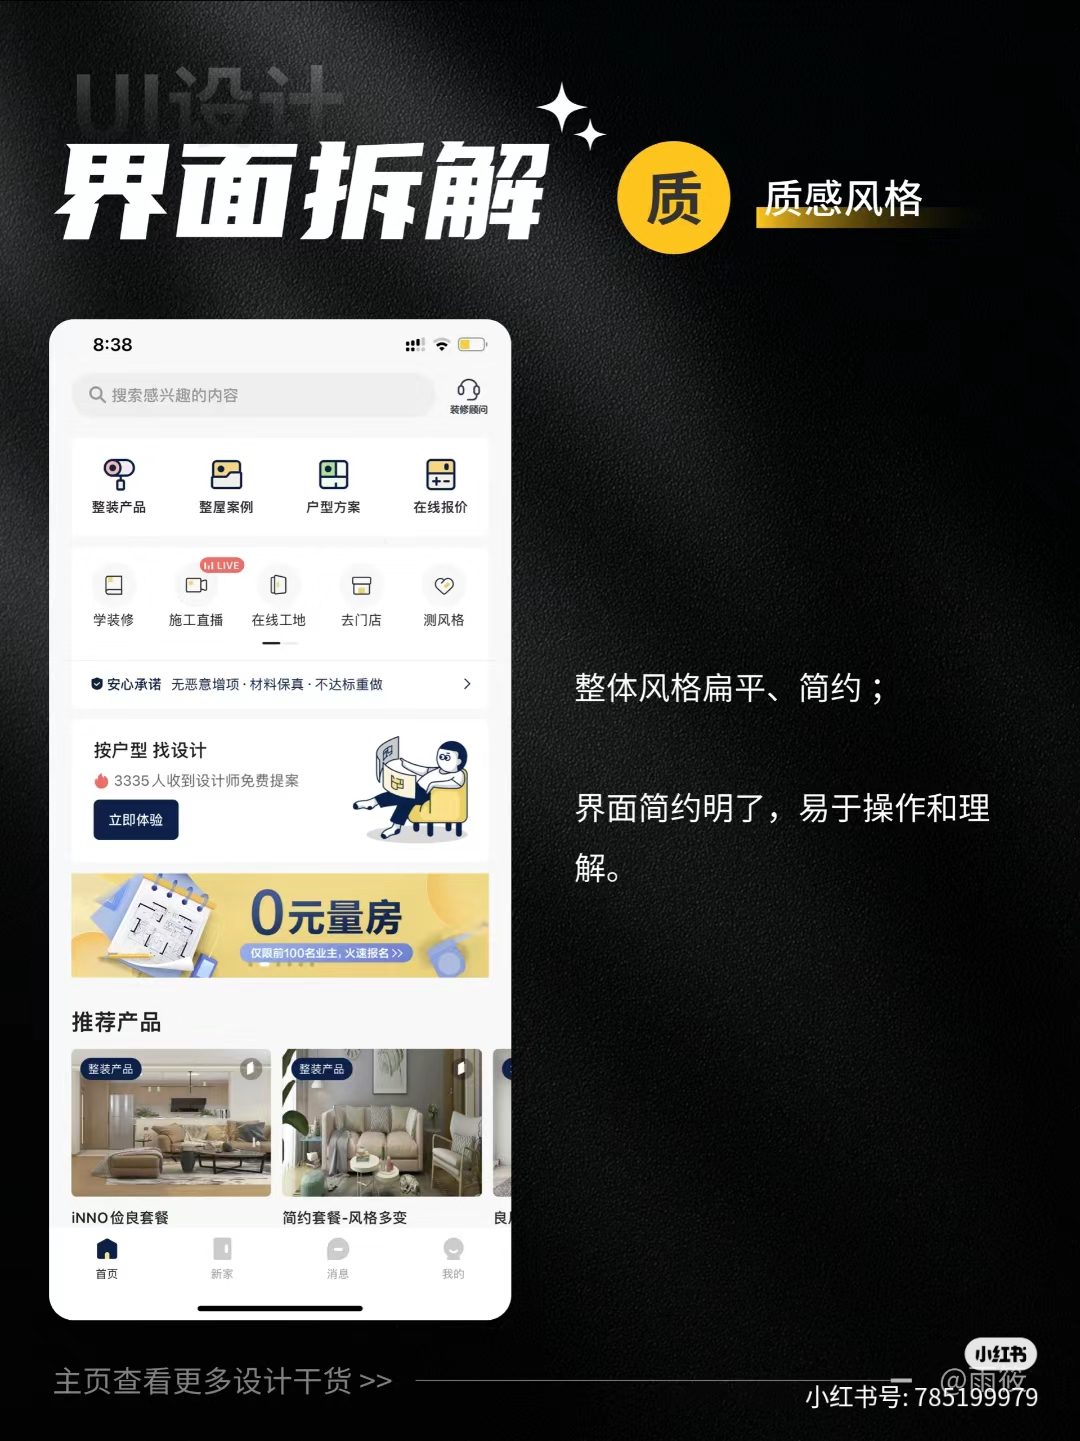 UI设计
界面拆解
质
质感风格
8:38
搜索感兴趣的内容
装修顾问
整装产品
整屋案例
户型方案
在线报价
LIVE
学装修
施工直播
在线工地
去门店
测风格
安心承诺 无恶意增项·材料保真·不达标重做
按户型 找设计
3335人收到设计师免费提案
立即体验
0元量房
仅限前100名业主,火速报名>>
推荐产品
整装产品
整装产品
iNNO俭良套餐
简约套餐-风格多变
首页
新家
消息
我的
整体风格扁平、简约；
界面简约明了，易于操作和理
解。
主页查看更多设计干货 >>
小红书
@雨筱
小红书号: 785199979